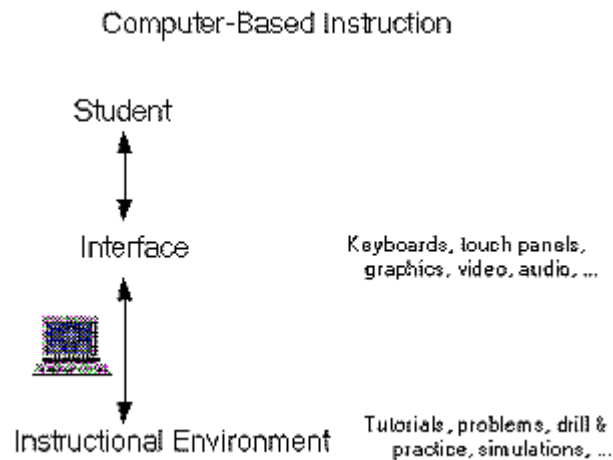 Computer-Based Instruction
Student
Interface
Keyboards, touch panels,
graphics, video, audio, ...
Instructional Environment
Tutorials, problems, drill &
practice, simulations, ...